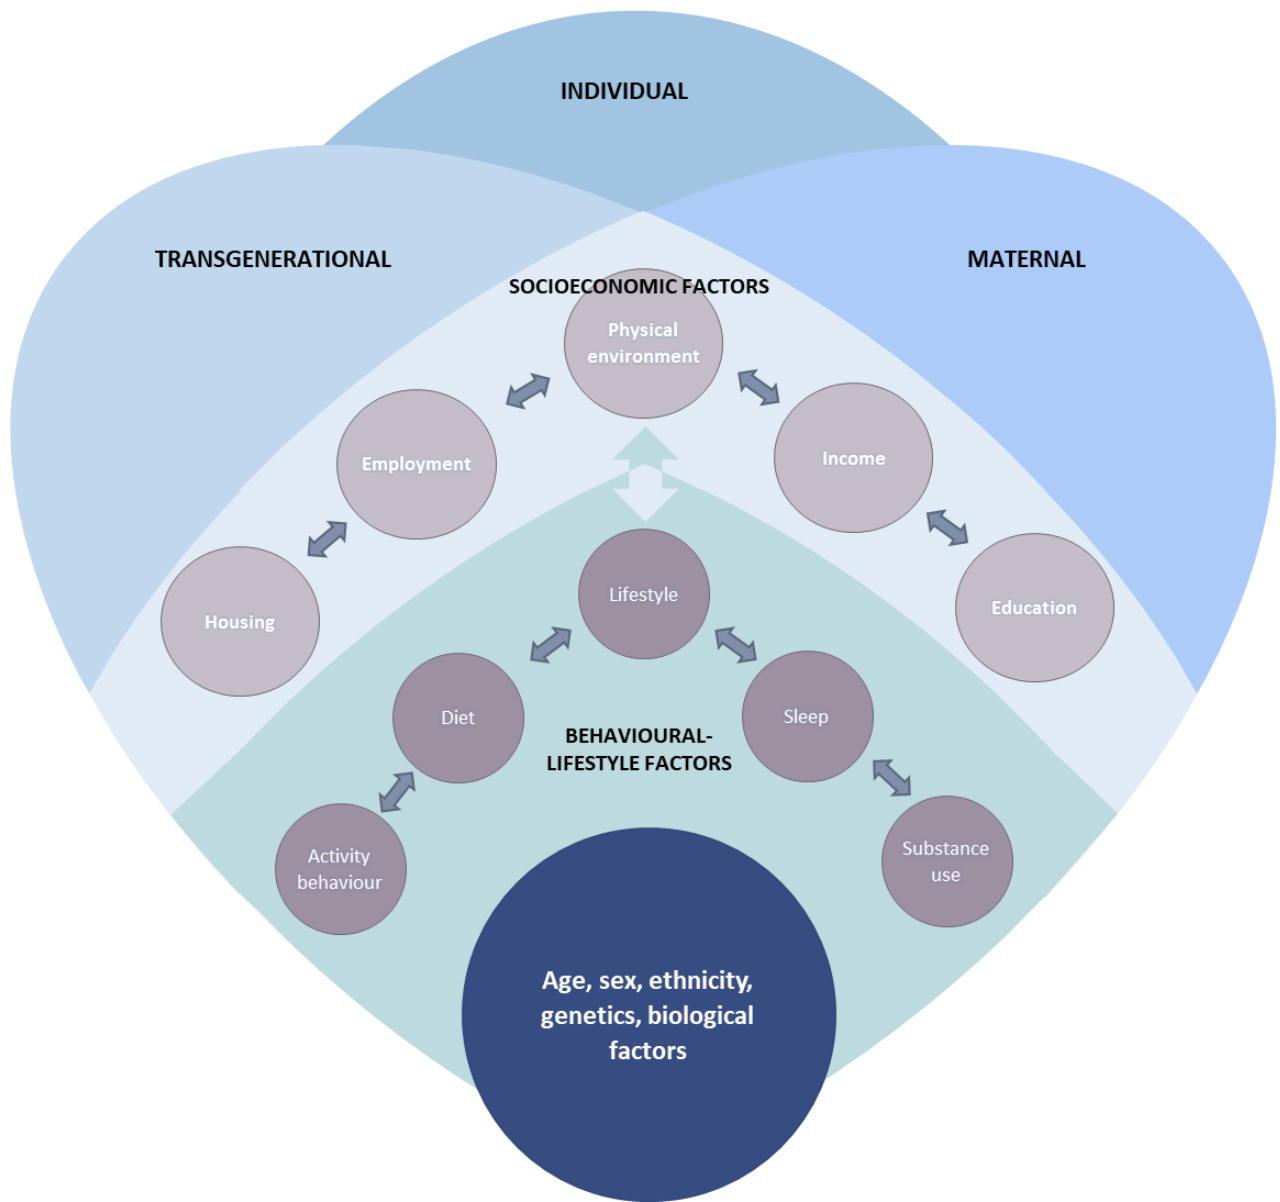 INDIVIDUAL
TRANSGENERATIONAL
MATERNAL
SOCIOECONOMIC FACTORS
Physical
environment
Employment
Income
Housing
Education
Lifestyle
Diet
Sleep
BEHAVIOURAL-
LIFESTYLE FACTORS
Activity
behaviour
Substance
use
Age, sex, ethnicity,
genetics, biological
factors